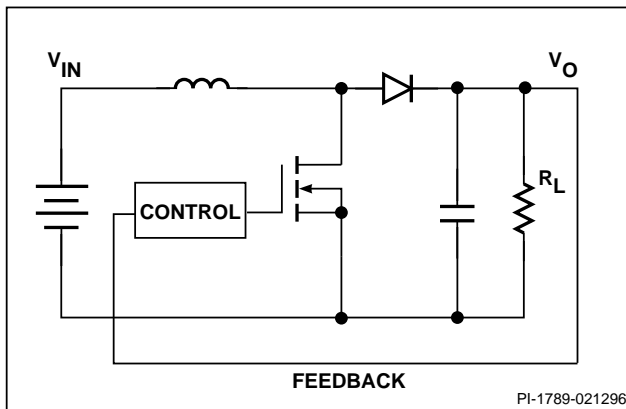 V_IN
V_O
R_L
CONTROL
FEEDBACK
PI-1789-021296